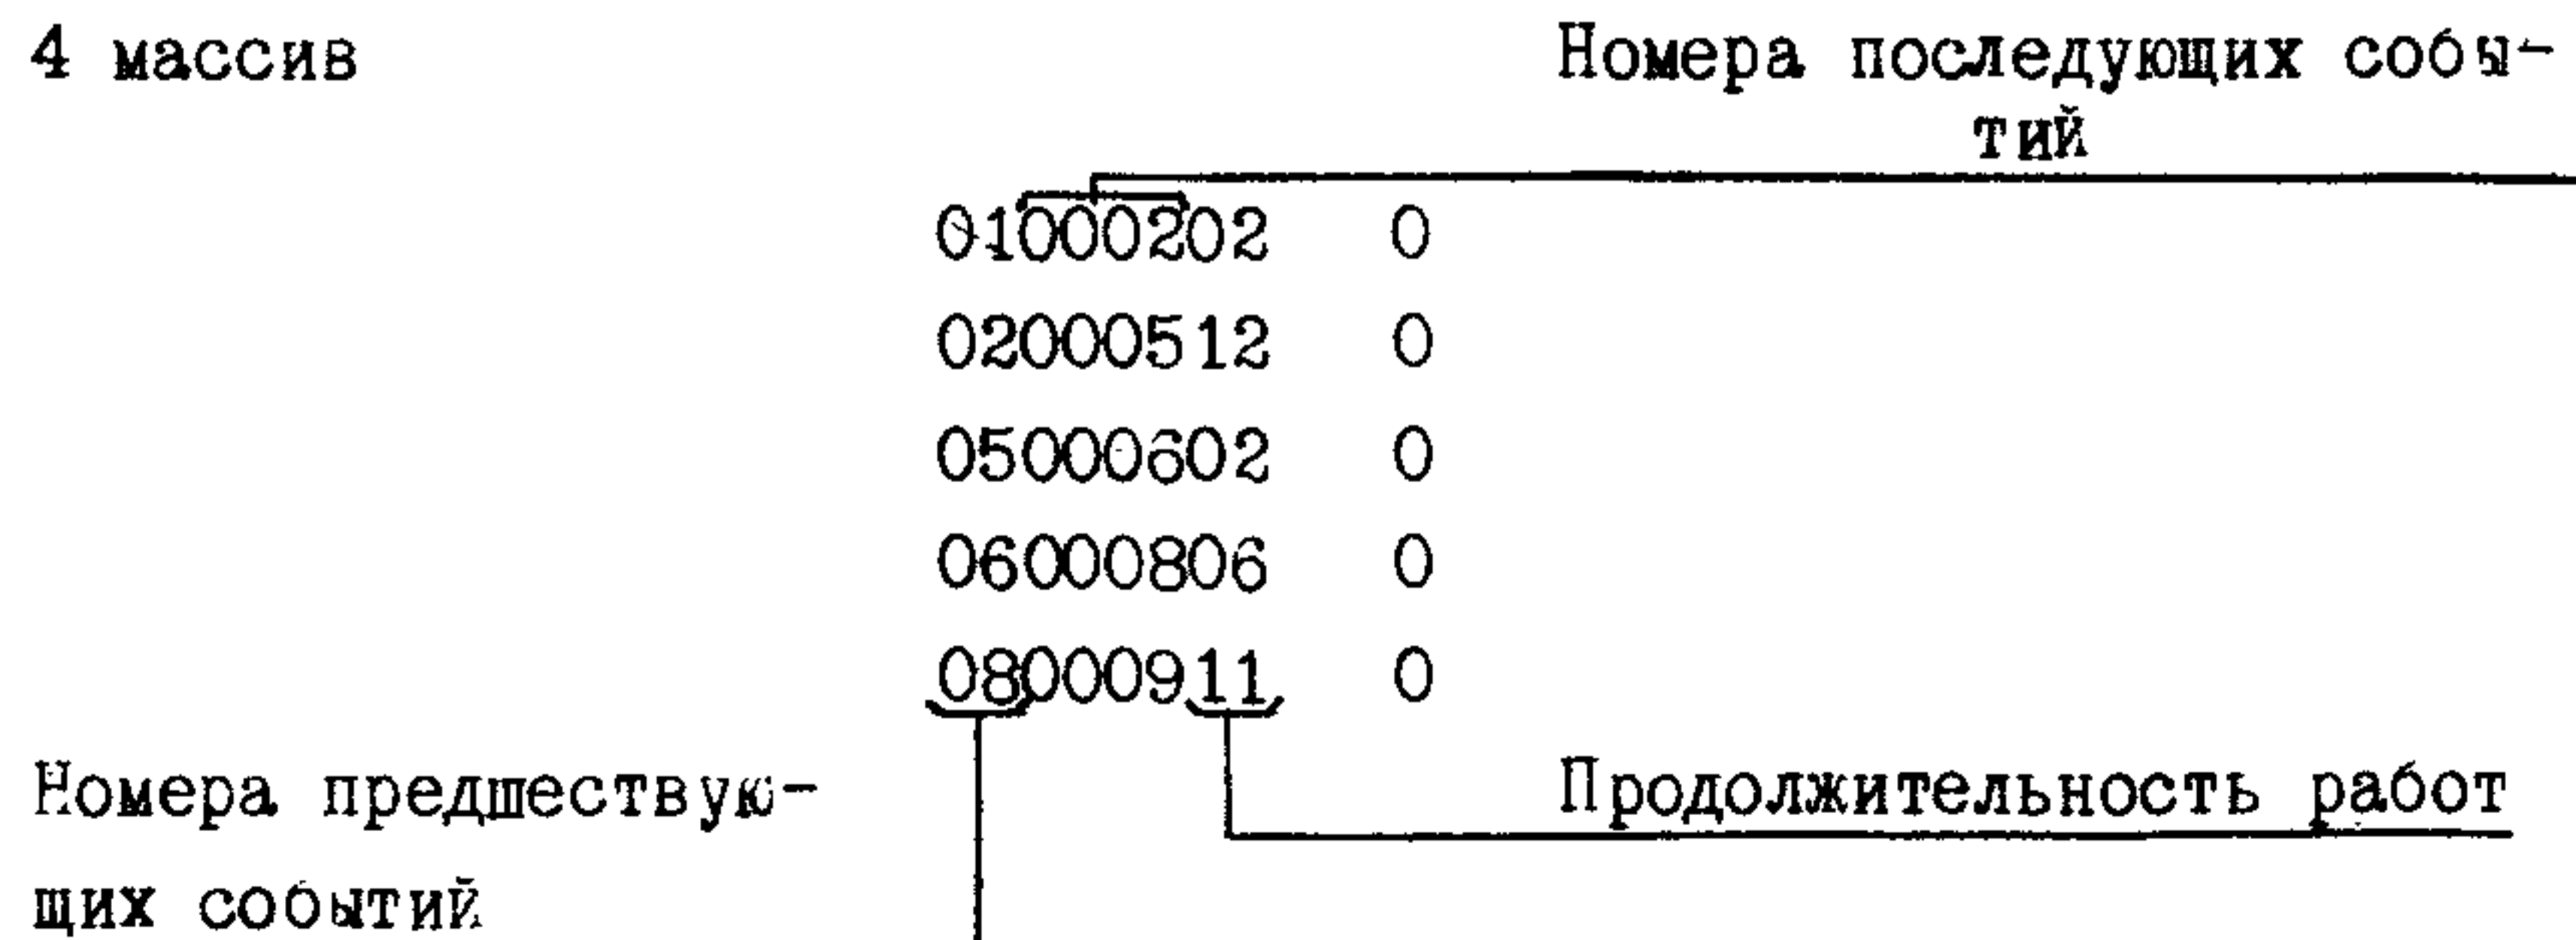 4 массив
Номера последующих собы-
тий
01000202 0
02000512 0
05000602 0
06000806 0
08000911 0
Номера предшествую-
щих событий
Продолжительность работ